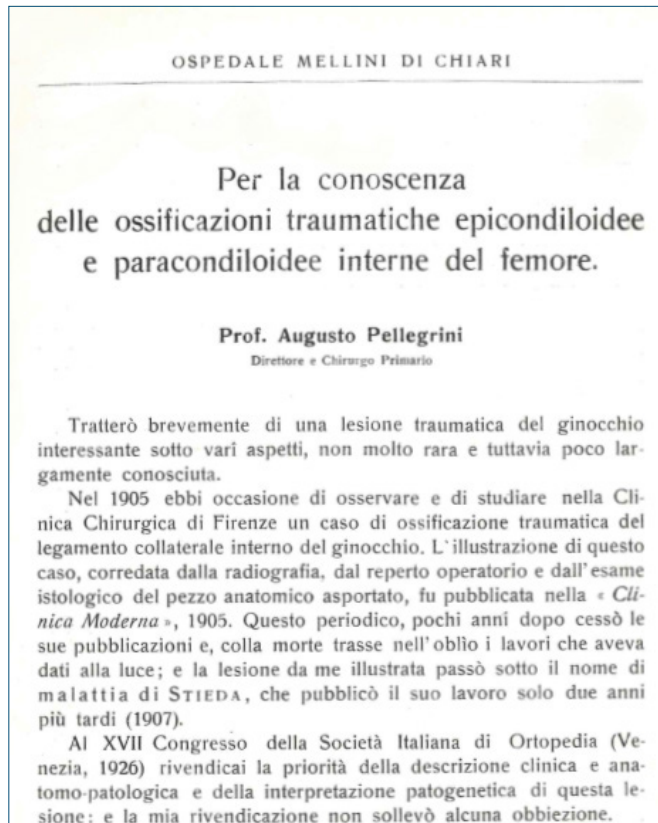 OSPEDALE MELLINI DI CHIARI
Per la conoscenza
delle ossificazioni traumatiche epicondiloidee
e paracondiloidee interne del femore.
Prof. Augusto Pellegrini
Direttore e Chirurgo Primario
Tratterò brevemente di una lesione traumatica del ginocchio
interessante sotto vari aspetti, non molto rara e tuttavia poco lar-
gamente conosciuta.
Nel 1905 ebbi occasione di osservare e di studiare nella Cli-
nica Chirurgica di Firenze un caso di ossificazione traumatica del
legamento collaterale interno del ginocchio. L'illustrazione di questo
caso, corredata dalla radiografia, dal reperto operatorio e dall'esame
istologico del pezzo anatomico asportato, fu pubblicata nella « Cli-
nica Moderna », 1905. Questo periodico, pochi anni dopo cessò le
sue pubblicazioni e, colla morte trasse nell'oblìo i lavori che aveva
dati alla luce; e la lesione da me illustrata passò sotto il nome di
malattia di STIEDA, che pubblicò il suo lavoro solo due anni
più tardi (1907).
Al XVII Congresso della Società Italiana di Ortopedia (Ve-
nezia, 1926) rivendicai la priorità della descrizione clinica e ana-
tomo-patologica e della interpretazione patogenetica di questa le-
sione; e la mia rivendicazione non sollevò alcuna obbiezione.